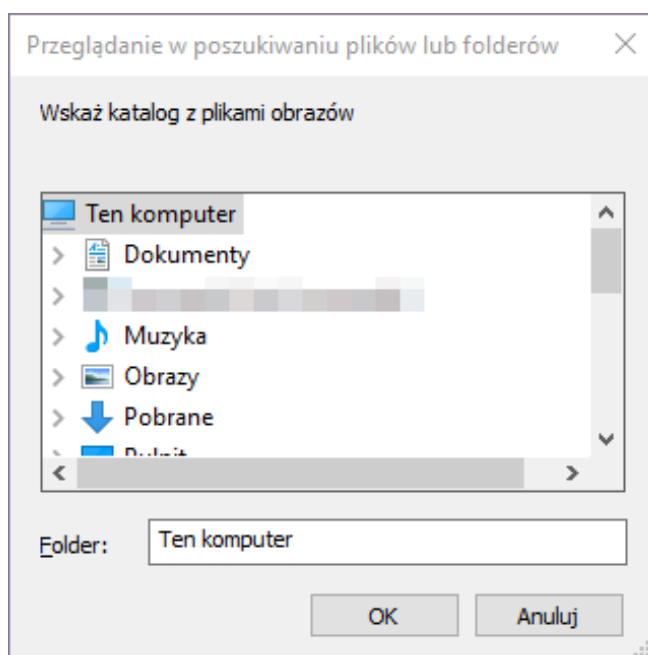 Przeglądanie w poszukiwaniu plików lub folderów
Wskaż katalog z plikami obrazów
Ten komputer
Dokumenty
Muzyka
Obrazy
Pobrane
Pulpit
Folder: Ten komputer
OK Anuluj